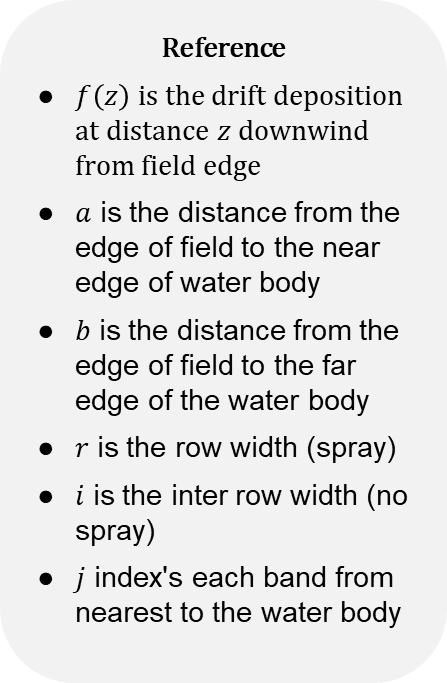 Reference
● f(z) is the drift deposition
at distance z downwind
from field edge
● a is the distance from the
edge of field to the near
edge of water body
● b is the distance from the
edge of field to the far
edge of the water body
● r is the row width (spray)
● i is the inter row width (no
spray)
● j index's each band from
nearest to the water body